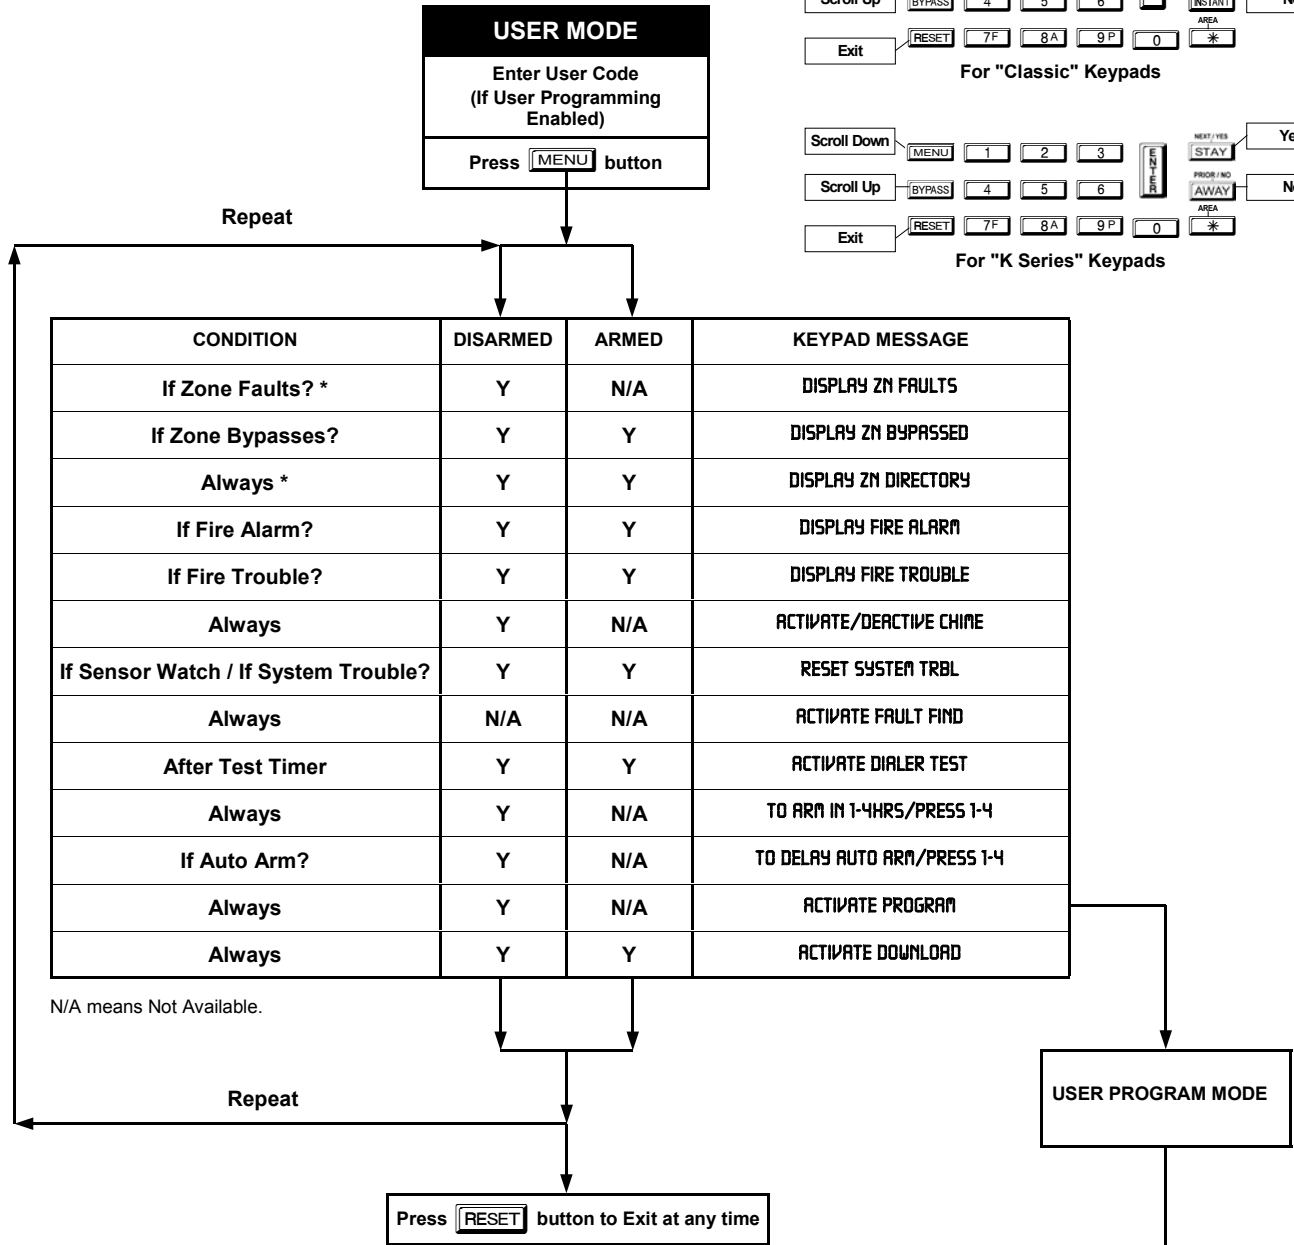 Scroll Up
BYPASS 4 5 6 INSTANT
AREA
Exit
RESET 7F 8A 9P 0 *
For "Classic" Keypads
USER MODE
Enter User Code
(If User Programming
Enabled)
Press MENU button
Scroll Down
MENU 1 2 3 ENTER
NEXT / YES
STAY
Scroll Up
BYPASS 4 5 6
PRIOR / NO
AWAY
AREA
Exit
RESET 7F 8A 9P 0 *
For "K Series" Keypads
Repeat
CONDITION DISARMED ARMED KEYPAD MESSAGE
If Zone Faults? * Y N/A DISPLAY ZN FAULTS
If Zone Bypasses? Y Y DISPLAY ZN BYPASSED
Always * Y Y DISPLAY ZN DIRECTORY
If Fire Alarm? Y Y DISPLAY FIRE ALARM
If Fire Trouble? Y Y DISPLAY FIRE TROUBLE
Always Y N/A ACTIVATE/DEACTIVE CHIME
If Sensor Watch / If System Trouble? Y Y RESET SYSTEM TRBL
Always N/A N/A ACTIVATE FAULT FIND
After Test Timer Y Y ACTIVATE DIALER TEST
Always Y N/A TO ARM IN 1-4HRS/PRESS 1-4
If Auto Arm? Y N/A TO DELAY AUTO ARM/PRESS 1-4
Always Y N/A ACTIVATE PROGRAM
Always Y Y ACTIVATE DOWNLOAD
N/A means Not Available.
Repeat
USER PROGRAM MODE
Press RESET button to Exit at any time